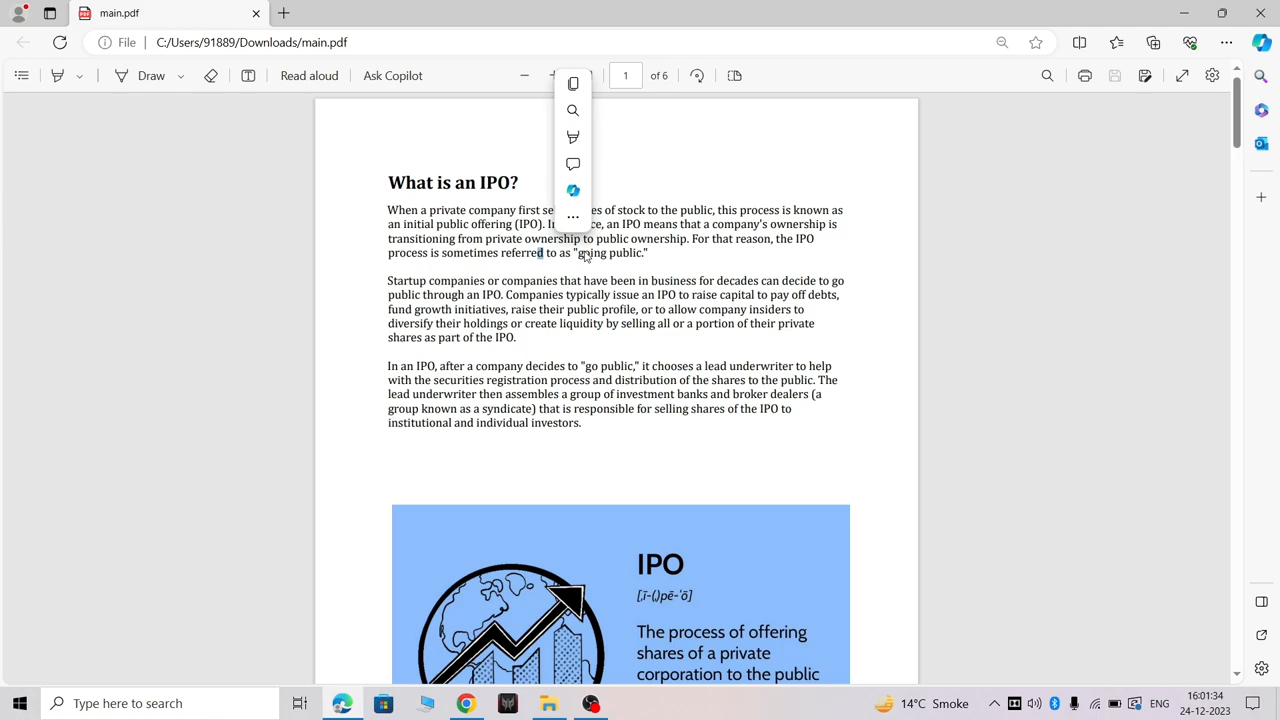 main.pdf
File
C:/Users/91889/Downloads/main.pdf
Draw
Read aloud
Ask Copilot
1
of 6
What is an IPO?
When a private company first se es of stock to the public, this process is known as
an initial public offering (IPO). In ce, an IPO means that a company's ownership is
transitioning from private ownership to public ownership. For that reason, the IPO
process is sometimes referred to as "going public."
Startup companies or companies that have been in business for decades can decide to go
public through an IPO. Companies typically issue an IPO to raise capital to pay off debts,
fund growth initiatives, raise their public profile, or to allow company insiders to
diversify their holdings or create liquidity by selling all or a portion of their private
shares as part of the IPO.
In an IPO, after a company decides to "go public," it chooses a lead underwriter to help
with the securities registration process and distribution of the shares to the public. The
lead underwriter then assembles a group of investment banks and broker dealers (a
group known as a syndicate) that is responsible for selling shares of the IPO to
institutional and individual investors.
IPO
[,ī-(,)pē-'ō]
The process of offering
shares of a private
corporation to the public
Type here to search
14°C Smoke
ENG
16:01:34
24-12-2023